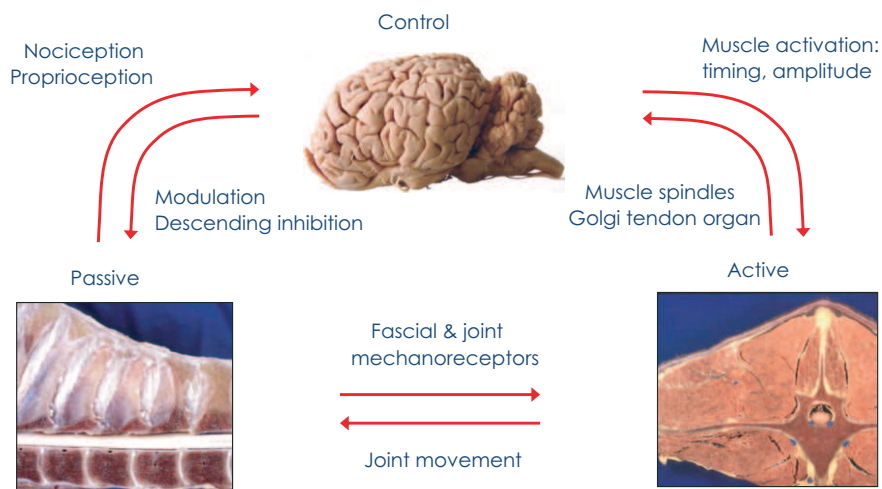 Control
Nociception
Proprioception
Muscle activation:
timing, amplitude
Modulation
Descending inhibition
Muscle spindles
Golgi tendon organ
Passive
Active
Fascial & joint
mechanoreceptors
Joint movement